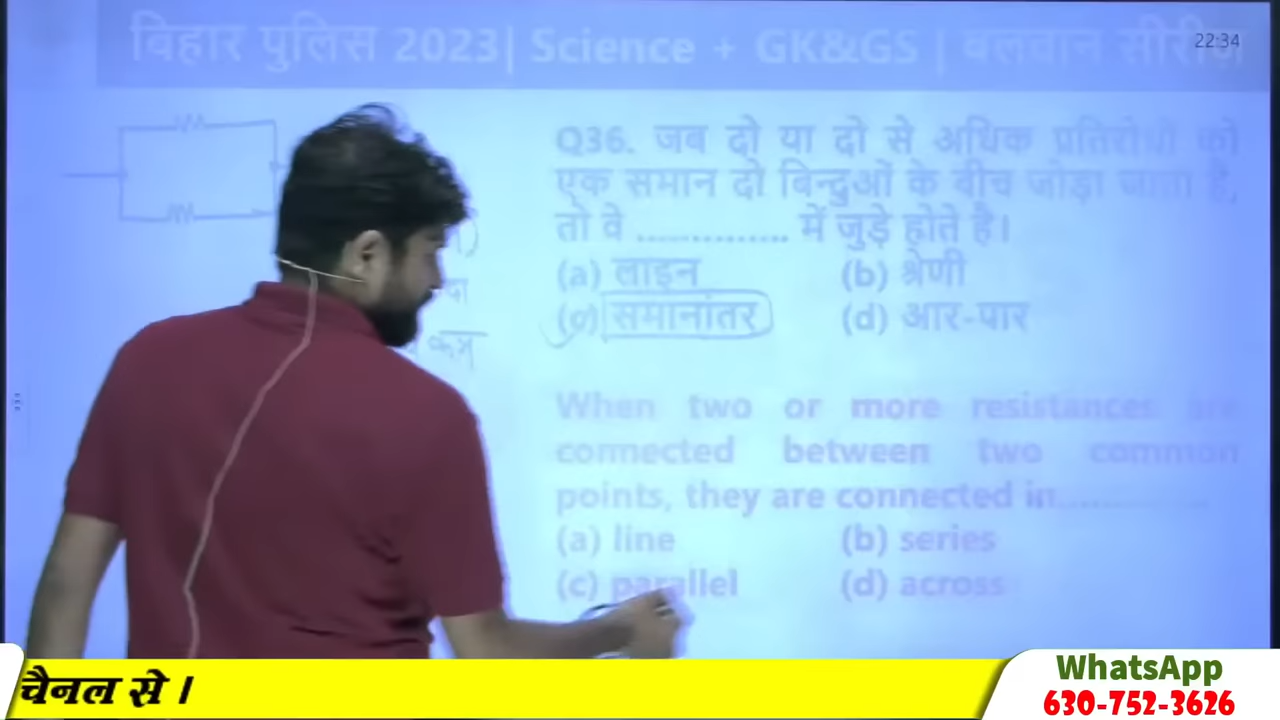 बिहार पुलिस 2023| Science + GK&GS | बलवान सीरीज़
22:34
Q36. जब दो या दो से अधिक प्रतिरोधों को
एक समान दो बिन्दुओं के बीच जोड़ा जाता है,
तो वे .............. में जुड़े होते है।
(a) लाइन (b) श्रेणी
(c) समानांतर (d) आर-पार
When two or more resistances are
connected between two common
points, they are connected in..............
(a) line (b) series
(c) parallel (d) across
चैनल से ।
WhatsApp
630-752-3626